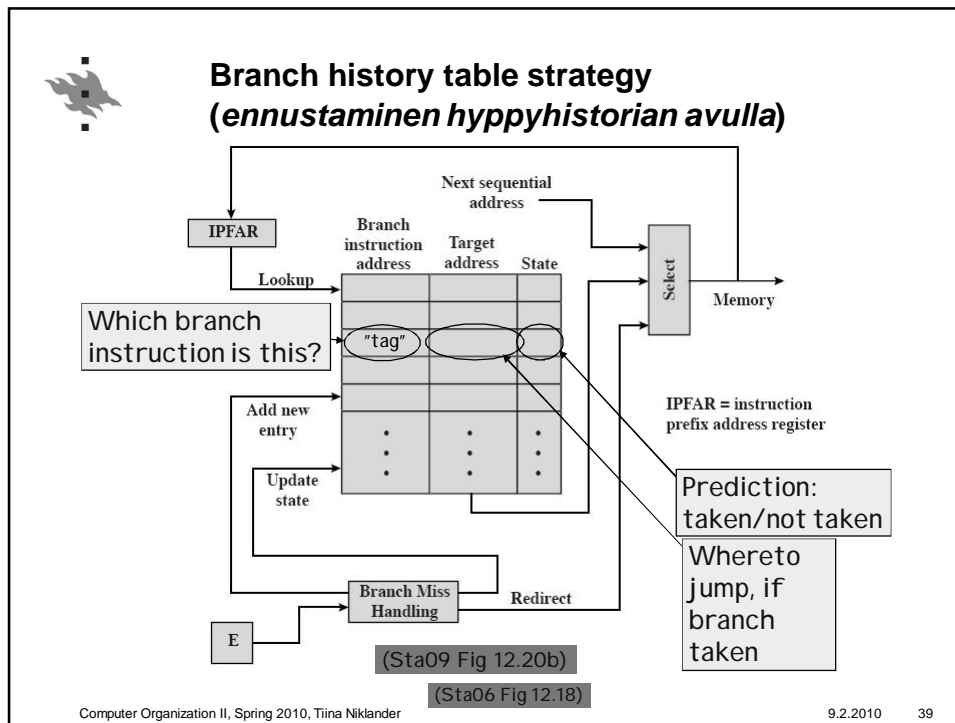 Branch history table strategy
(ennustaminen hyppyhistorian avulla)
Next sequential
address
IPFAR
Branch
instruction
address
Target
address
State
Lookup
Select
Memory
Which branch
instruction is this?
"tag"
Add new
entry
IPFAR = instruction
prefix address register
Update
state
Prediction:
taken/not taken
Whereto
jump, if
branch
taken
Branch Miss
Handling
Redirect
E
(Sta09 Fig 12.20b)
(Sta06 Fig 12.18)
Computer Organization II, Spring 2010, Tiina Niklander
9.2.2010
39